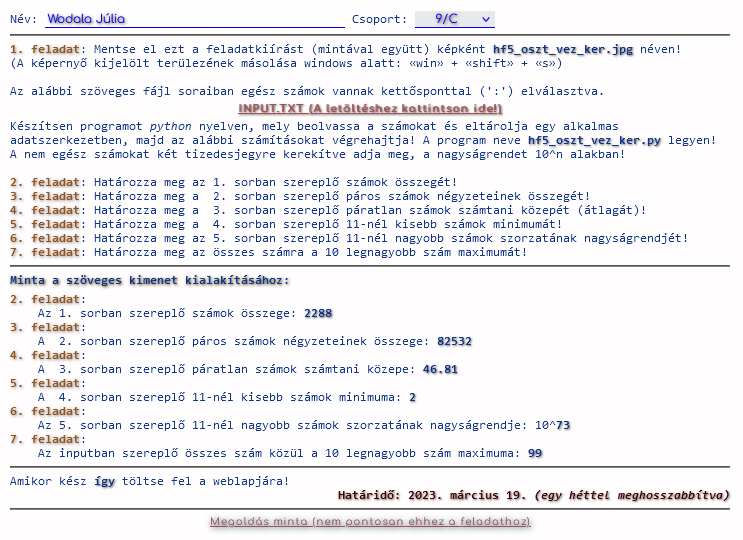 Név: Wodala Júlia Csoport: 9/C
1. feladat: Mentse el ezt a feladatkiírást (mintával együtt) képként hf5_oszt_vez_ker.jpg néven!
(A képernyő kijelölt területének másolása windows alatt: «win» + «shift» + «s»)
Az alábbi szöveges fájl soraiban egész számok vannak kettősponttal (':') elválasztva.
INPUT.TXT (A letöltéshez kattintson ide!)
Készítsen programot python nyelven, mely beolvassa a számokat és eltárolja egy alkalmas
adatszerkezetben, majd az alábbi számításokat végrehajtja! A program neve hf5_oszt_vez_ker.py legyen!
A nem egész számokat két tizedesjegyre kerekítve adja meg, a nagyságrendet 10^n alakban!
2. feladat: Határozza meg az 1. sorban szereplő számok összegét!
3. feladat: Határozza meg a  2. sorban szereplő páros számok négyzeteinek összegét!
4. feladat: Határozza meg a  3. sorban szereplő páratlan számok számtani közepét (átlagát)!
5. feladat: Határozza meg a  4. sorban szereplő 11-nél kisebb számok minimumát!
6. feladat: Határozza meg az 5. sorban szereplő 11-nél nagyobb számok szorzatának nagyságrendjét!
7. feladat: Határozza meg az összes számra a 10 legnagyobb szám maximumát!
Minta a szöveges kimenet kialakításához:
2. feladat:
Az 1. sorban szereplő számok összege: 2288
3. feladat:
A  2. sorban szereplő páros számok négyzeteinek összege: 82532
4. feladat:
A  3. sorban szereplő páratlan számok számtani közepe: 46.81
5. feladat:
A  4. sorban szereplő 11-nél kisebb számok minimuma: 2
6. feladat:
Az 5. sorban szereplő 11-nél nagyobb számok szorzatának nagyságrendje: 10^73
7. feladat:
Az inputban szereplő összes szám közül a 10 legnagyobb szám maximuma: 99
Amikor kész így töltse fel a weblapjára!
Határidő: 2023. március 19. (egy héttel meghosszabbítva)
Megoldás minta (nem pontosan ehhez a feladathoz)